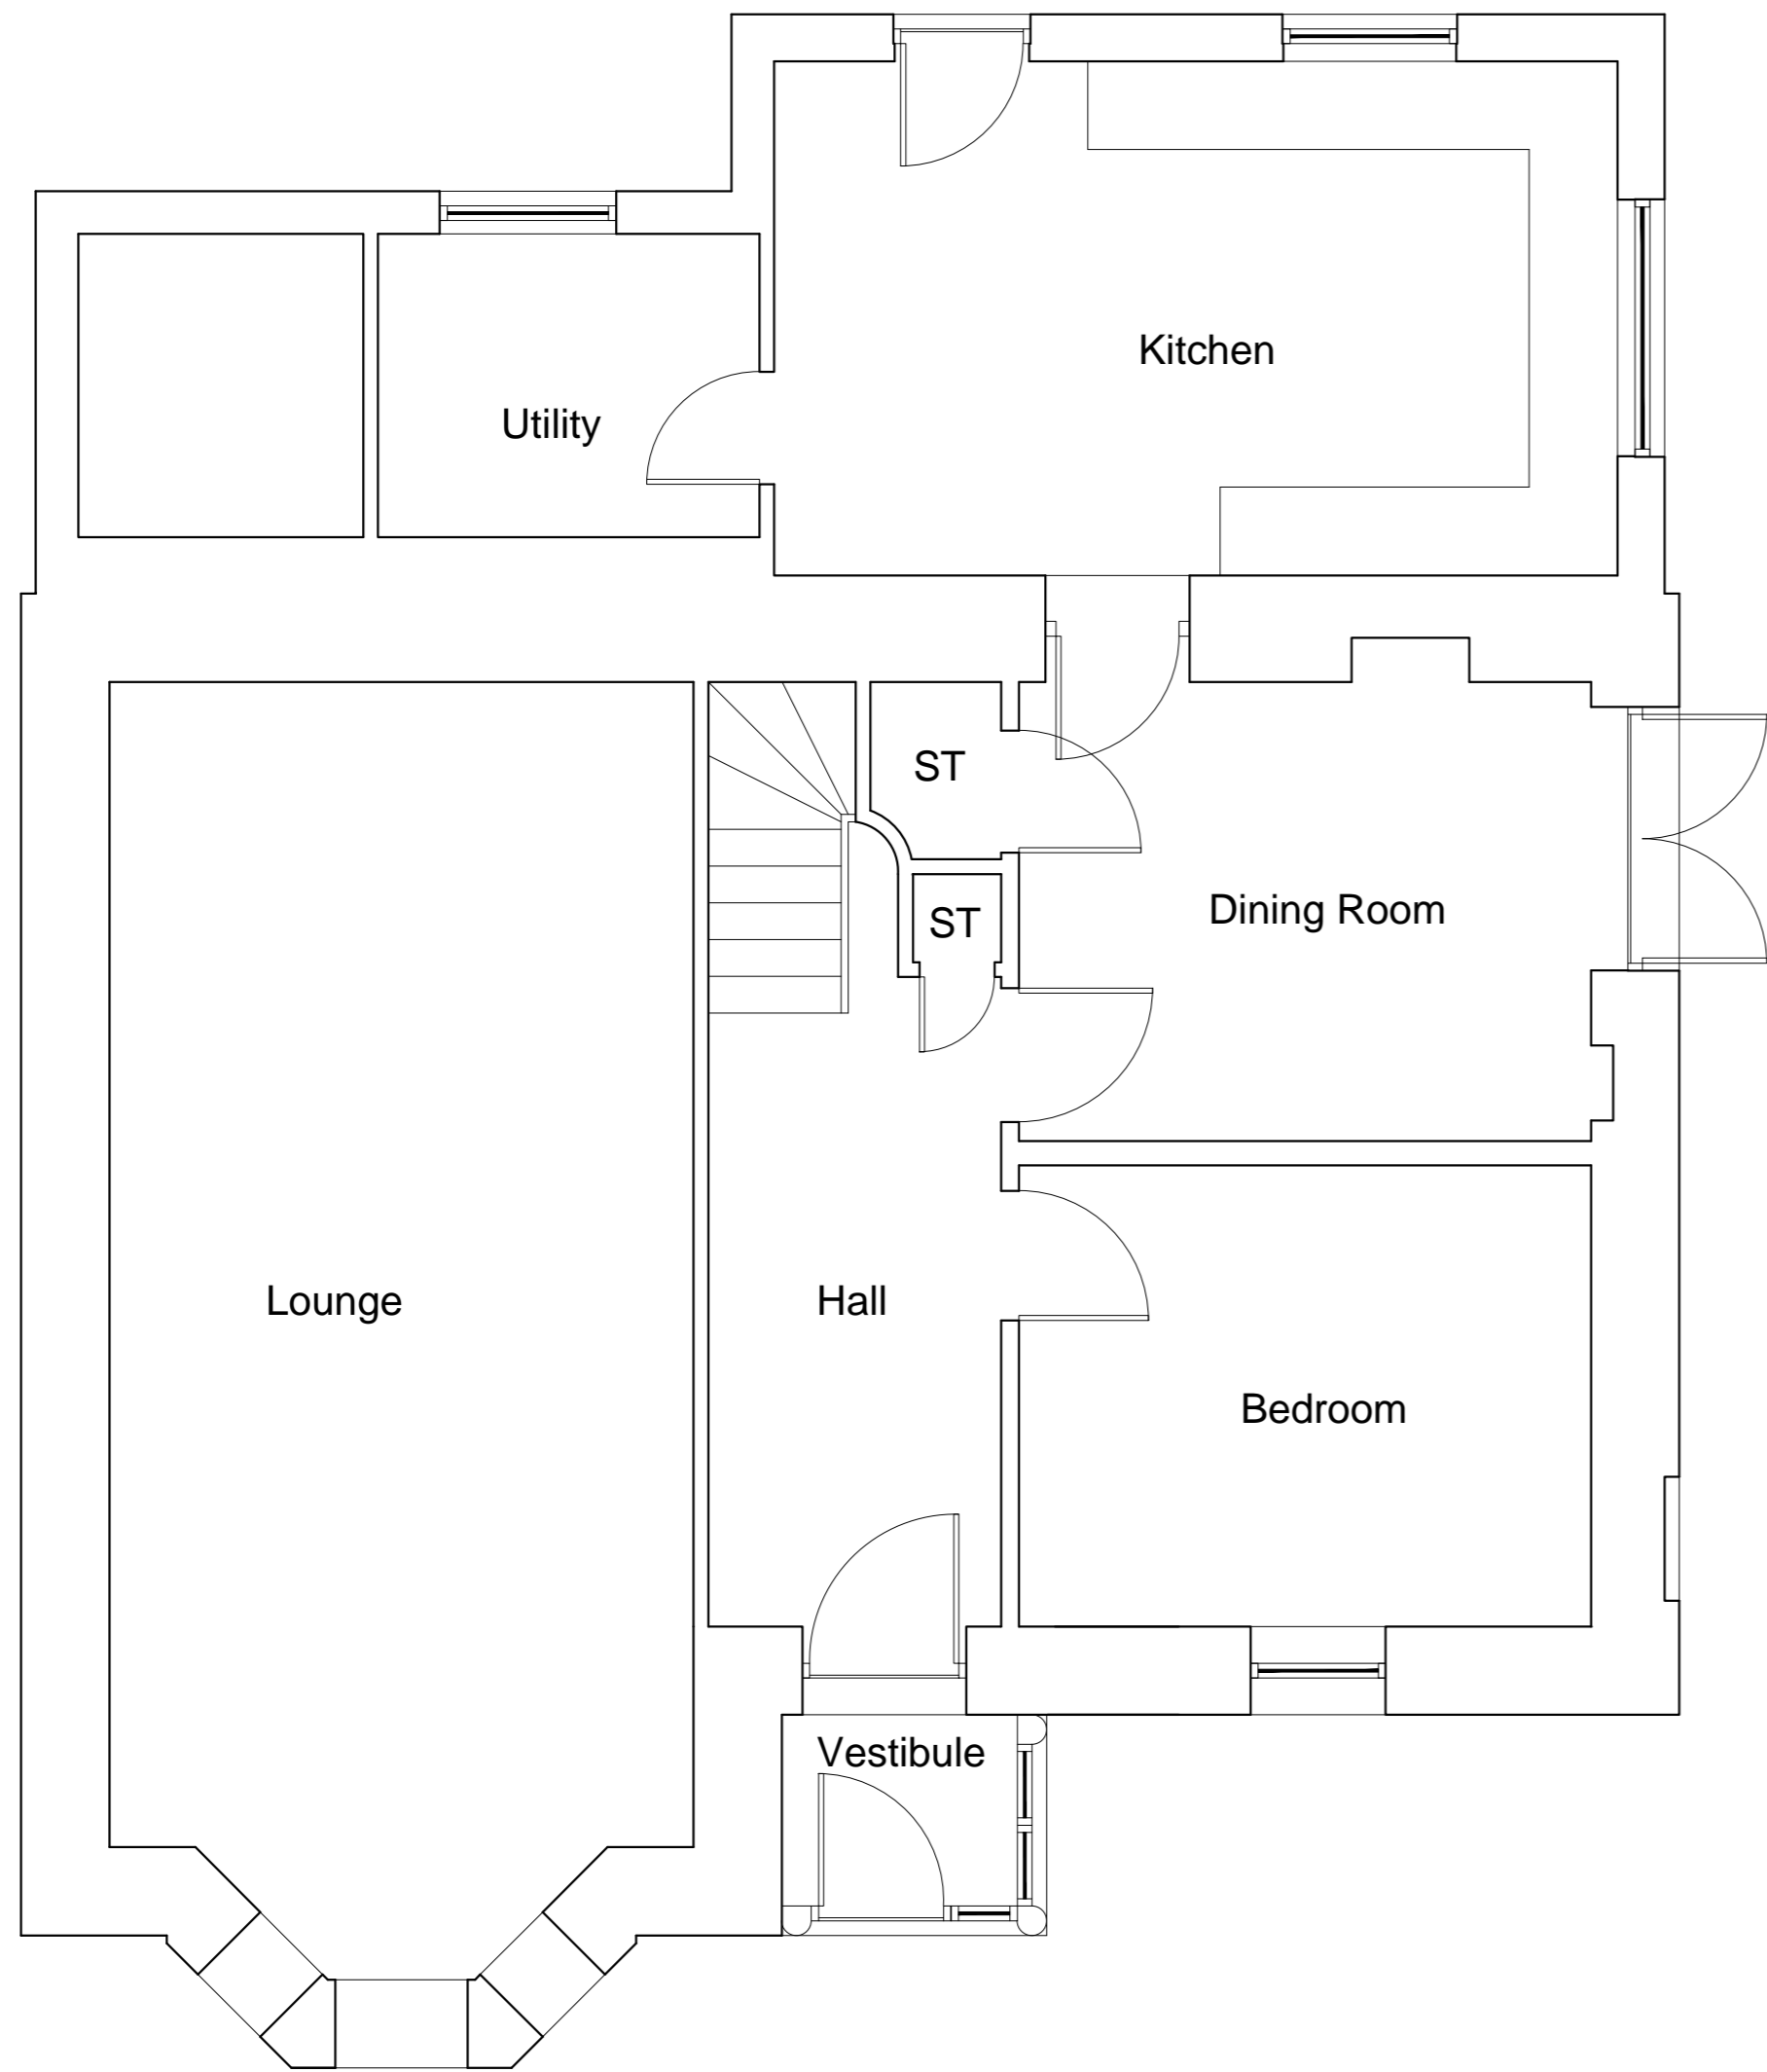 Kitchen
Utility
ST
Dining Room
ST
Lounge
Hall
Bedroom
Vestibule